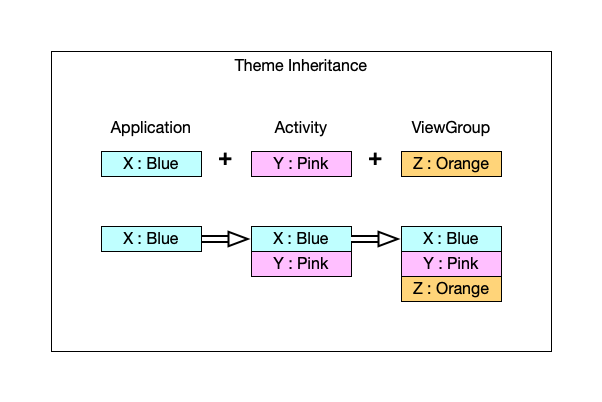 Theme Inheritance
Application Activity ViewGroup
X : Blue + Y : Pink + Z : Orange
X : Blue X : Blue X : Blue
Y : Pink Y : Pink
Z : Orange